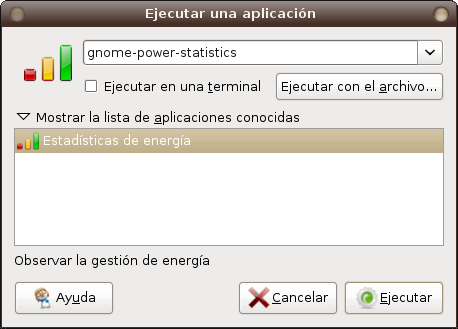 Ejecutar una aplicación
gnome-power-statistics
Ejecutar en una terminal
Ejecutar con el archivo...
Mostrar la lista de aplicaciones conocidas
Estadísticas de energía
Observar la gestión de energía
Ayuda
Cancelar
Ejecutar